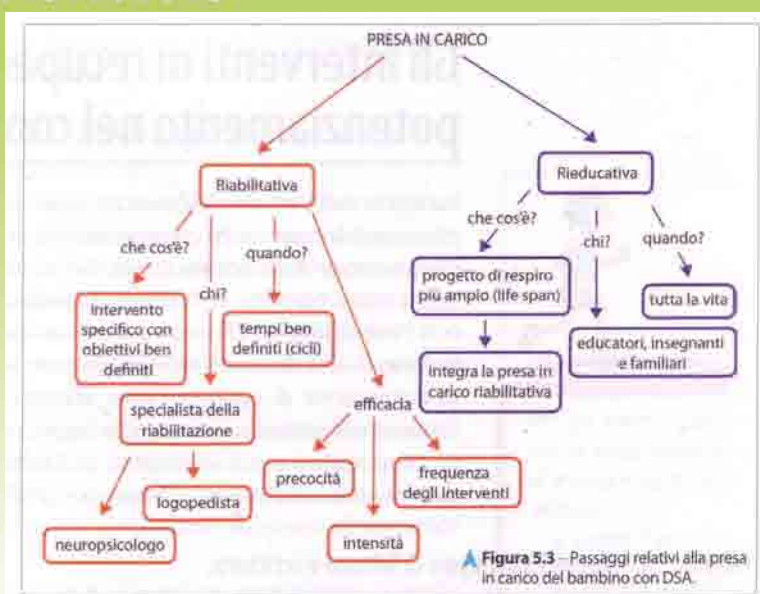 PRESA IN CARICO
Riabilitativa
Rieducativa
che cos'è?
chi?
quando?
che cos'è?
chi?
quando?
intervento
specifico con
obiettivi ben
definiti
tempi ben
definiti (cicli)
progetto di respiro
più ampio (life span)
tutta la vita
educatori, insegnanti
e familiari
integra la presa in
carico riabilitativa
specialista della
riabilitazione
efficacia
precocità
frequenza
degli interventi
logopedista
neuropsicologo
intensità
Figura 5.3 – Passaggi relativi alla presa
in carico del bambino con DSA.